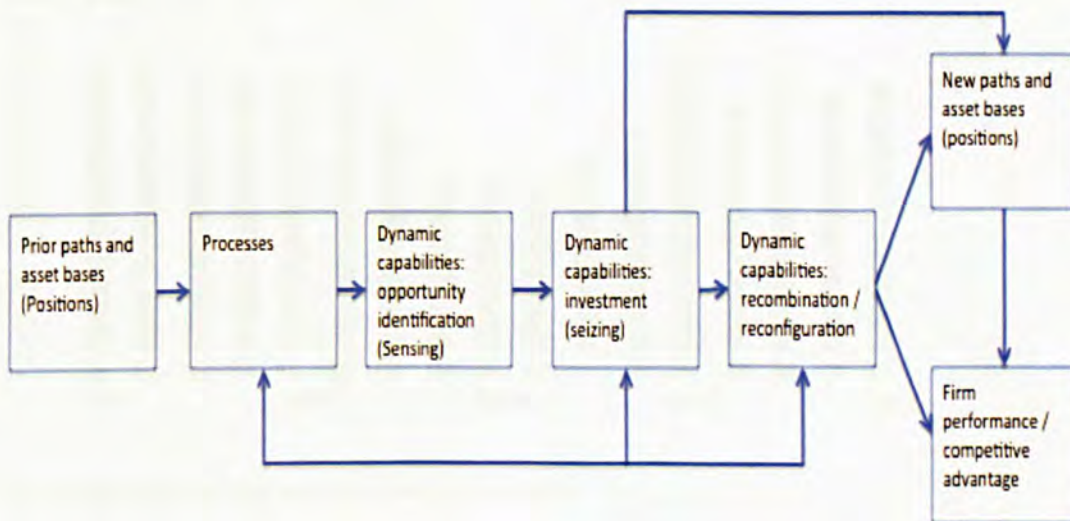 Prior paths and
asset bases
(Positions)
Processes
Dynamic
capabilities:
opportunity
identification
(Sensing)
Dynamic
capabilities:
investment
(seizing)
Dynamic
capabilities:
recombination /
reconfiguration
New paths and
asset bases
(positions)
Firm
performance /
competitive
advantage